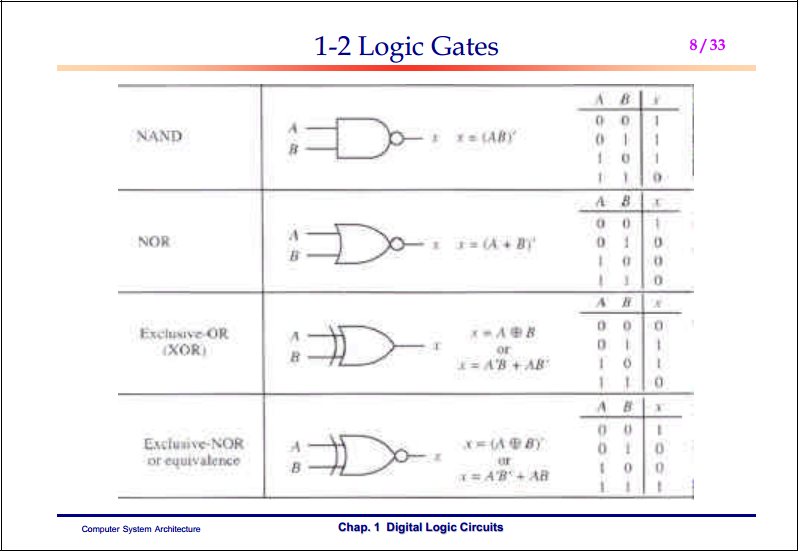 1-2 Logic Gates
8 / 33
A B x
NAND
A
B
x x = (AB)'
0 0 1
0 1 1
1 0 1
1 1 0
A B x
NOR
A
B
x x = (A + B)'
0 0 1
0 1 0
1 0 0
1 1 0
A B x
Exclusive-OR
(XOR)
A
B
x
x = A ⊕ B
or
x = A'B + AB'
0 0 0
0 1 1
1 0 1
1 1 0
A B x
Exclusive-NOR
or equivalence
A
B
x
x = (A ⊕ B)'
or
x = A'B' + AB
0 0 1
0 1 0
1 0 0
1 1 1
Computer System Architecture
Chap. 1 Digital Logic Circuits